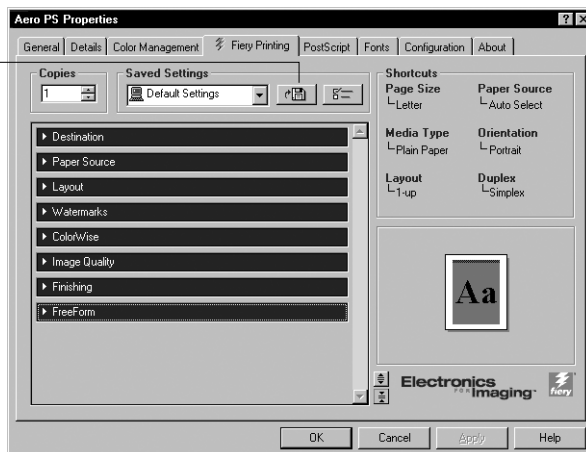 Aero PS Properties
General Details Color Management Fiery Printing PostScript Fonts Configuration About
Copies
1
Saved Settings
Default Settings
Destination
Paper Source
Layout
Watermarks
ColorWise
Image Quality
Finishing
FreeForm
Shortcuts
Page Size Paper Source
Letter Auto Select
Media Type Orientation
Plain Paper Portrait
Layout Duplex
1-up Simplex
Aa
Electronics
FOR Imaging
fiery
OK Cancel Apply Help